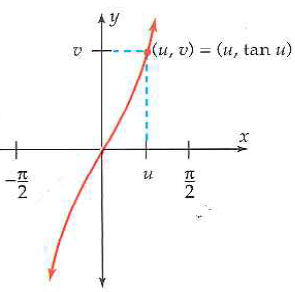 y
v
(u, v) = (u, tan u)
x
-π/2
u
π/2